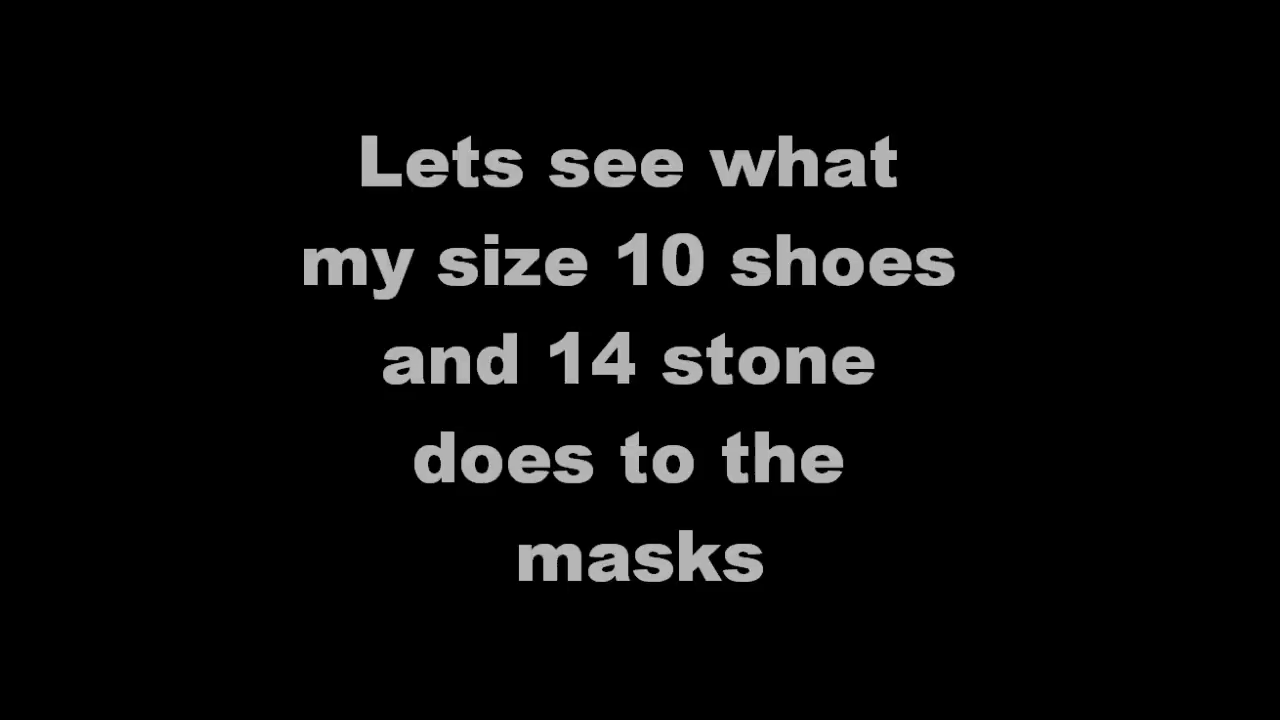 Lets see what
my size 10 shoes
and 14 stone
does to the
masks